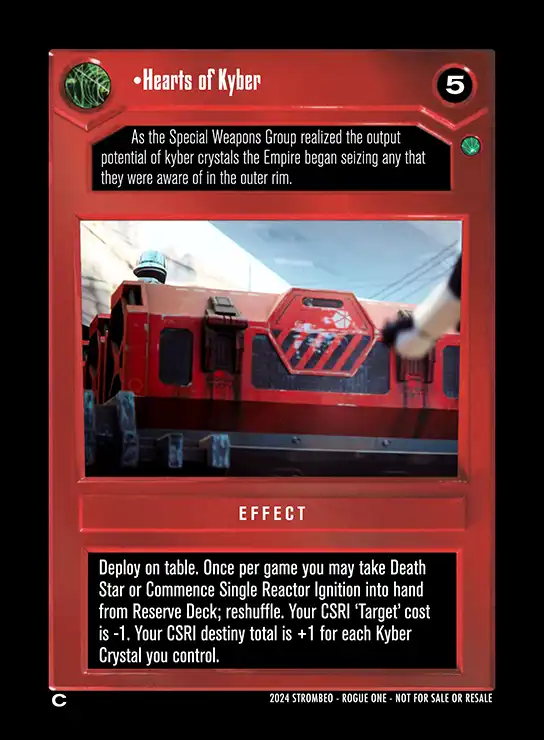 •Hearts of Kyber
5
As the Special Weapons Group realized the output
potential of kyber crystals the Empire began seizing any that
they were aware of in the outer rim.
EFFECT
Deploy on table. Once per game you may take Death
Star or Commence Single Reactor Ignition into hand
from Reserve Deck; reshuffle. Your CSRI ‘Target’ cost
is -1. Your CSRI destiny total is +1 for each Kyber
Crystal you control.
C
2024 STROMBEO - ROGUE ONE - NOT FOR SALE OR RESALE